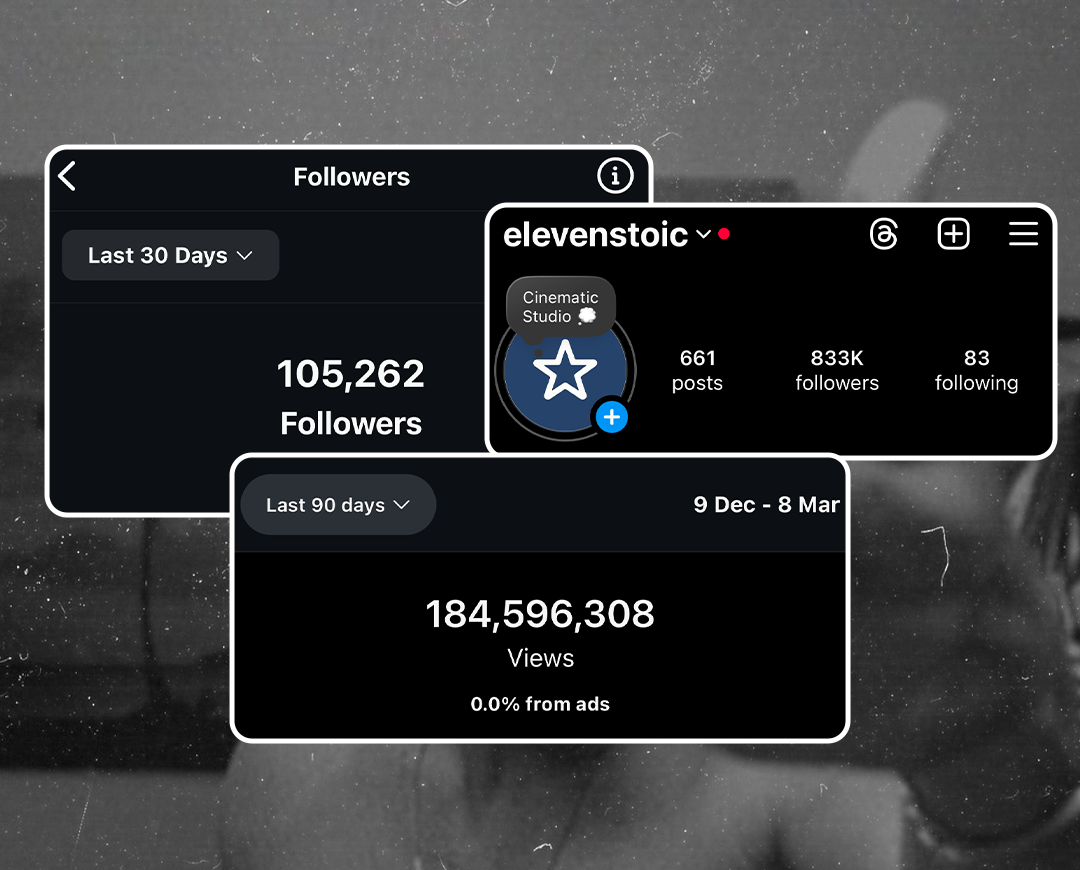 Followers
Last 30 Days
105,262
Followers
elevenstoic
Cinematic
Studio
661
posts
833K
followers
83
following
Last 90 days
9 Dec - 8 Mar
184,596,308
Views
0.0% from ads